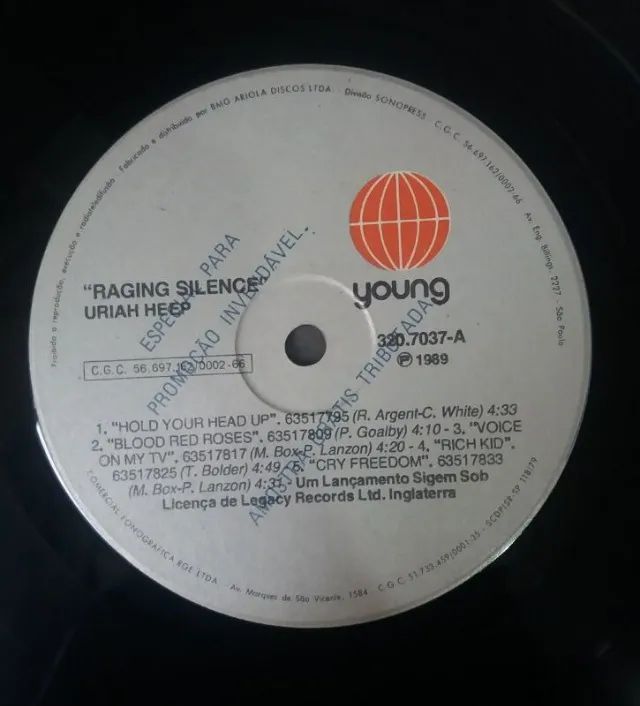 Proibida a reprodução, execução e radioteledifusão · Fabricado e distribuído por BMG ARIOLA DISCOS LTDA · Divisão SONOPRESS · C.G.C. 56.697.162/0002-66 · Av. Eng. Billings, 2227 - São Paulo
young
"RAGING SILENCE"
URIAH HEEP
320.7037-A
Ⓟ 1989
C.G.C. 56.697.162/0002-66
ESPECIAL PARA
PROMOÇÃO INVENDÁVEL.
AMOSTRA GRÁTIS TRIBUTADA
1. "HOLD YOUR HEAD UP". 63517795 (R. Argent-C. White) 4:33
2. "BLOOD RED ROSES". 63517809 (P. Goalby) 4:10 - 3. "VOICE
ON MY TV". 63517817 (M. Box-P. Lanzon) 4:20 - 4. "RICH KID".
63517825 (T. Bolder) 4:49 - 5. "CRY FREEDOM". 63517833
(M. Box-P. Lanzon) 4:31 Um Lançamento Sigem Sob
Licença de Legacy Records Ltd. Inglaterra
COMERCIAL FONOGRÁFICA RGE LTDA Av. Marques de São Vicente, 1584 C.G.C. 51.733.459/0001-35 - SCDPISR-SP 118/79